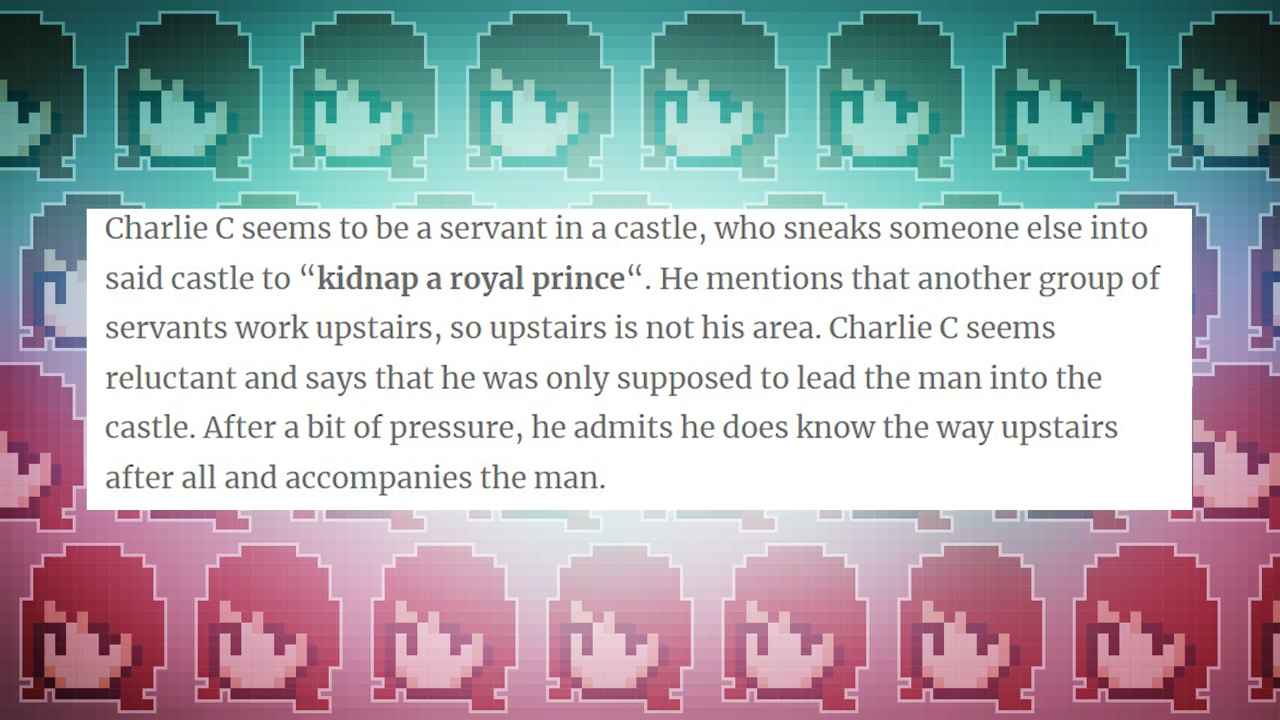 Charlie C seems to be a servant in a castle, who sneaks someone else into
said castle to “kidnap a royal prince“. He mentions that another group of
servants work upstairs, so upstairs is not his area. Charlie C seems
reluctant and says that he was only supposed to lead the man into the
castle. After a bit of pressure, he admits he does know the way upstairs
after all and accompanies the man.